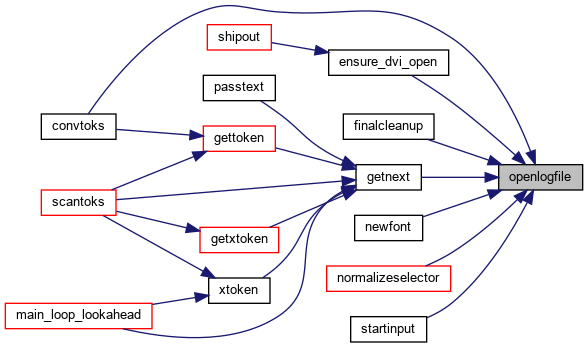 shipout
ensure_dvi_open
passtext
convtoks
finalcleanup
gettoken
getnext
openlogfile
scantoks
newfont
getxtoken
normalizeselector
xtoken
main_loop_lookahead
startinput